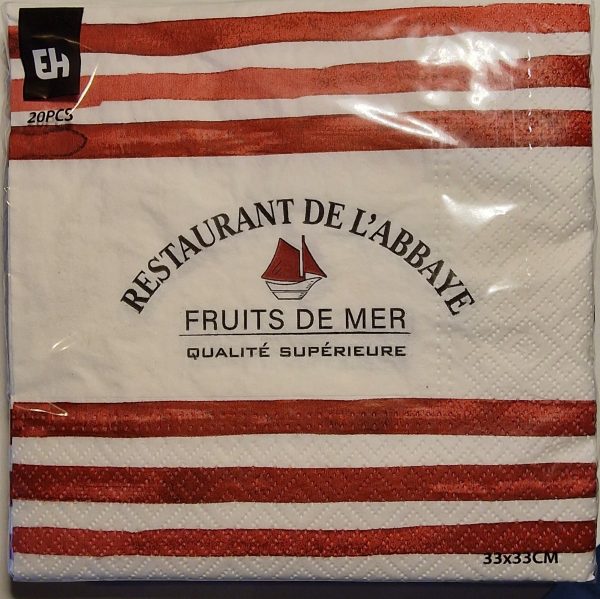 EH
20PCS
RESTAURANT DE L'ABBAYE
FRUITS DE MER
QUALITÉ SUPÉRIEURE
33x33CM